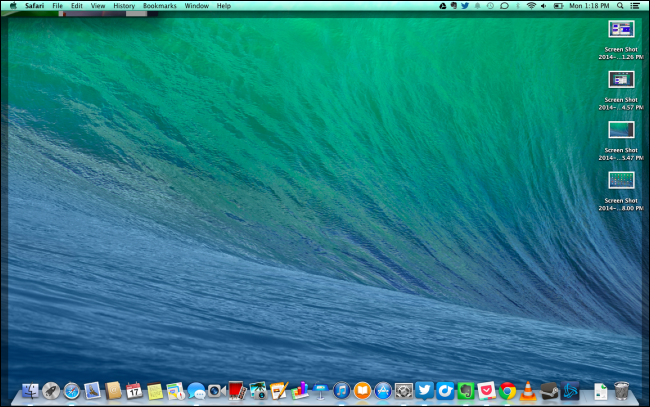 Safari File Edit View History Bookmarks Window Help
Mon 1:18 PM
Screen Shot
2014-...1.26 PM
Screen Shot
2014-...4.57 PM
Screen Shot
2014-...5.47 PM
Screen Shot
2014-...8.00 PM
17